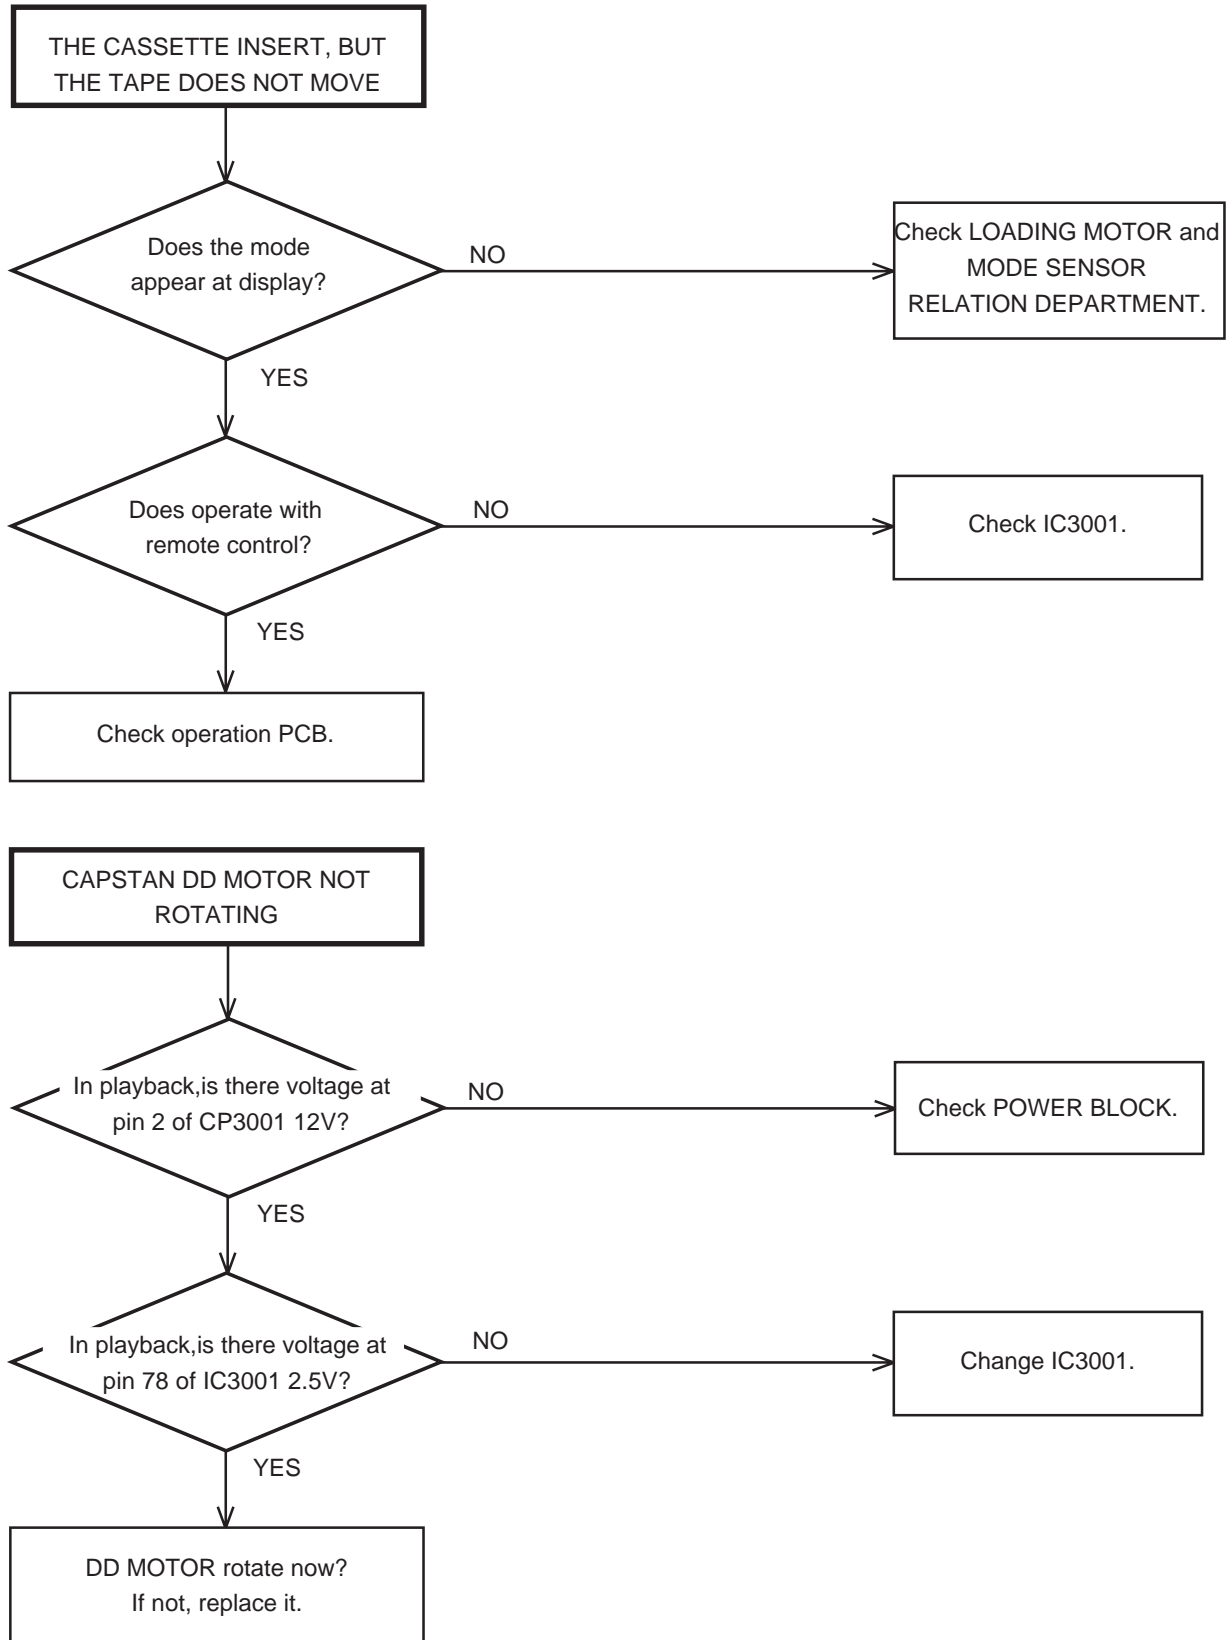 THE CASSETTE INSERT, BUT
THE TAPE DOES NOT MOVE
Does the mode
appear at display?
NO
Check LOADING MOTOR and
MODE SENSOR
RELATION DEPARTMENT.
YES
Does operate with
remote control?
NO
Check IC3001.
YES
Check operation PCB.
CAPSTAN DD MOTOR NOT
ROTATING
In playback,is there voltage at
pin 2 of CP3001 12V?
NO
Check POWER BLOCK.
YES
In playback,is there voltage at
pin 78 of IC3001 2.5V?
NO
Change IC3001.
YES
DD MOTOR rotate now?
If not, replace it.